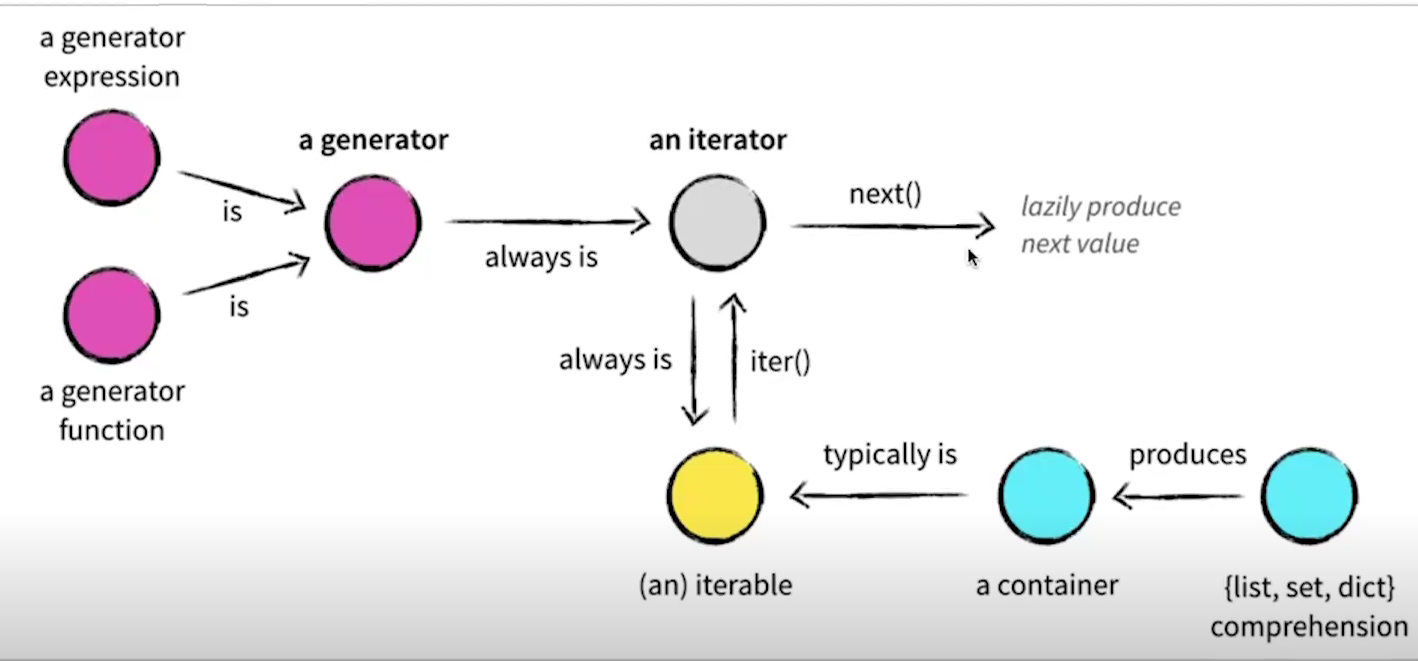 a generator
expression
a generator
an iterator
next()
lazily produce
next value
is
always is
is
a generator
function
always is
iter()
typically is
produces
(an) iterable
a container
{list, set, dict}
comprehension